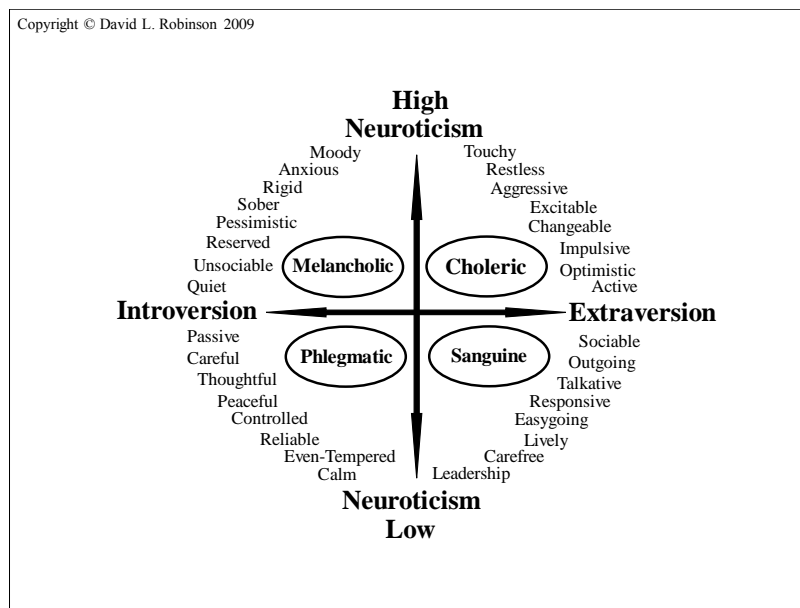 Copyright © David L. Robinson 2009
High
Neuroticism
Moody
Anxious
Rigid
Sober
Pessimistic
Reserved
Unsociable
Quiet
Touchy
Restless
Aggressive
Excitable
Changeable
Impulsive
Optimistic
Active
Melancholic
Choleric
Introversion
Extraversion
Phlegmatic
Sanguine
Passive
Careful
Thoughtful
Peaceful
Controlled
Reliable
Even-Tempered
Calm
Sociable
Outgoing
Talkative
Responsive
Easygoing
Lively
Carefree
Leadership
Neuroticism
Low